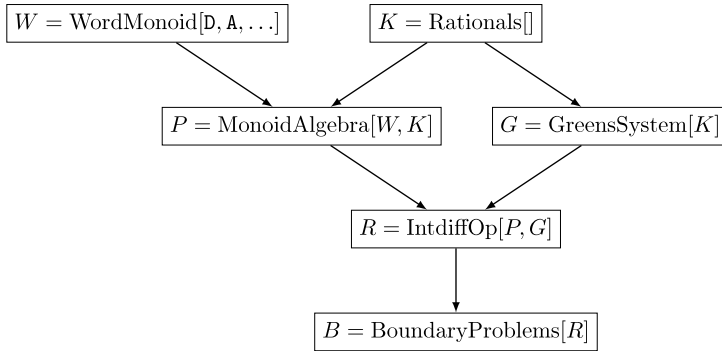 W = WordMonoid[D, A, . . .]
K = Rationals[]
P = MonoidAlgebra[W, K]
G = GreensSystem[K]
R = IntdiffOp[P, G]
B = BoundaryProblems[R]